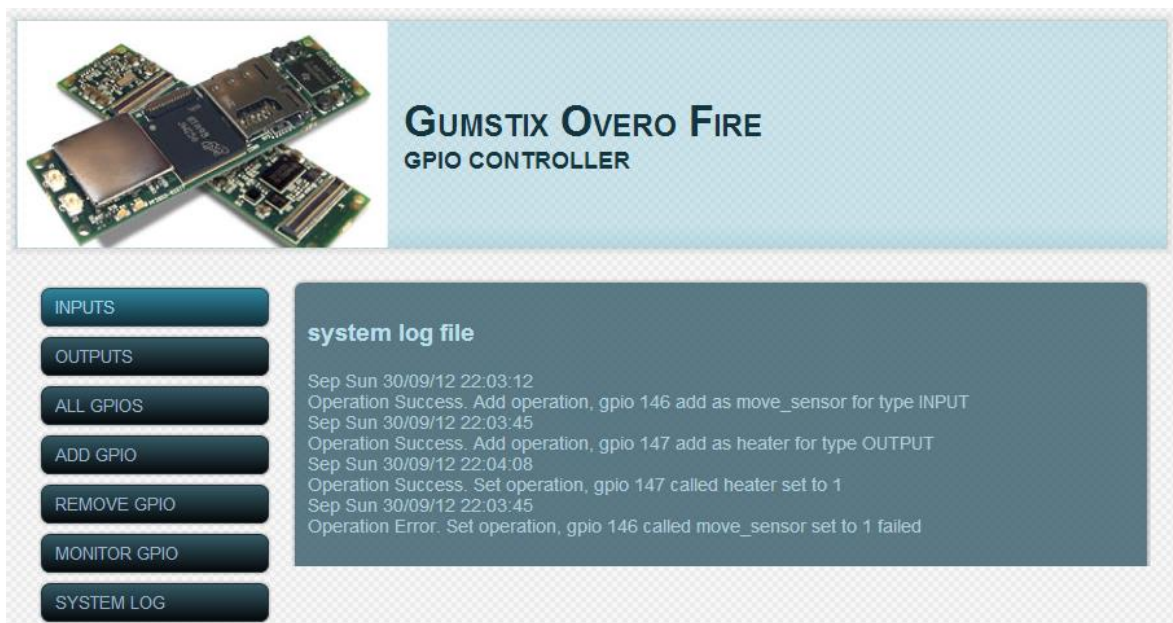 GUMSTIX OVERO FIRE
GPIO CONTROLLER
INPUTS
OUTPUTS
ALL GPIOS
ADD GPIO
REMOVE GPIO
MONITOR GPIO
SYSTEM LOG
system log file
Sep Sun 30/09/12 22:03:12
Operation Success. Add operation, gpio 146 add as move_sensor for type INPUT
Sep Sun 30/09/12 22:03:45
Operation Success. Add operation, gpio 147 add as heater for type OUTPUT
Sep Sun 30/09/12 22:04:08
Operation Success. Set operation, gpio 147 called heater set to 1
Sep Sun 30/09/12 22:03:45
Operation Error. Set operation, gpio 146 called move_sensor set to 1 failed